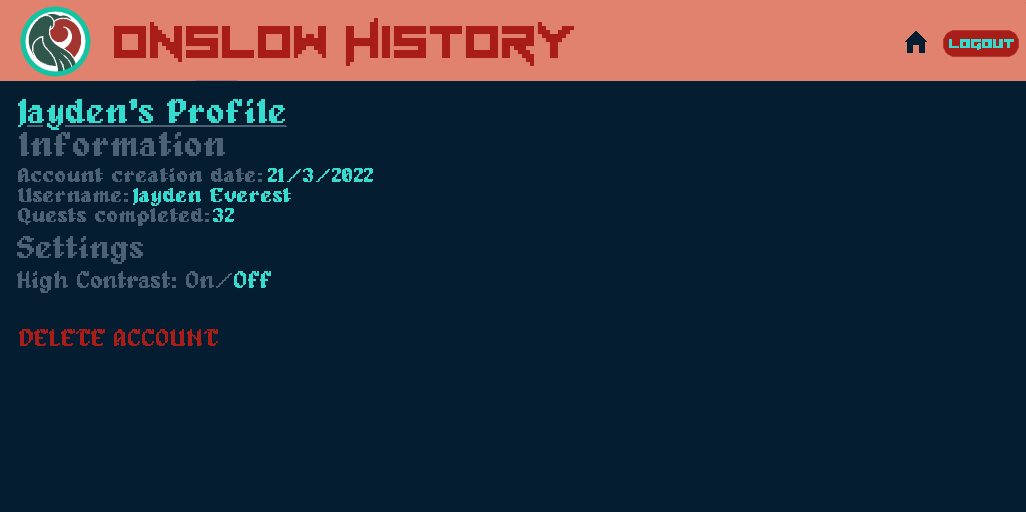 ONSLOW HISTORY
LOGOUT
Jayden's Profile
Information
Account creation date: 21/3/2022
Username: Jayden Everest
Quests completed: 32
Settings
High Contrast: On/Off
DELETE ACCOUNT